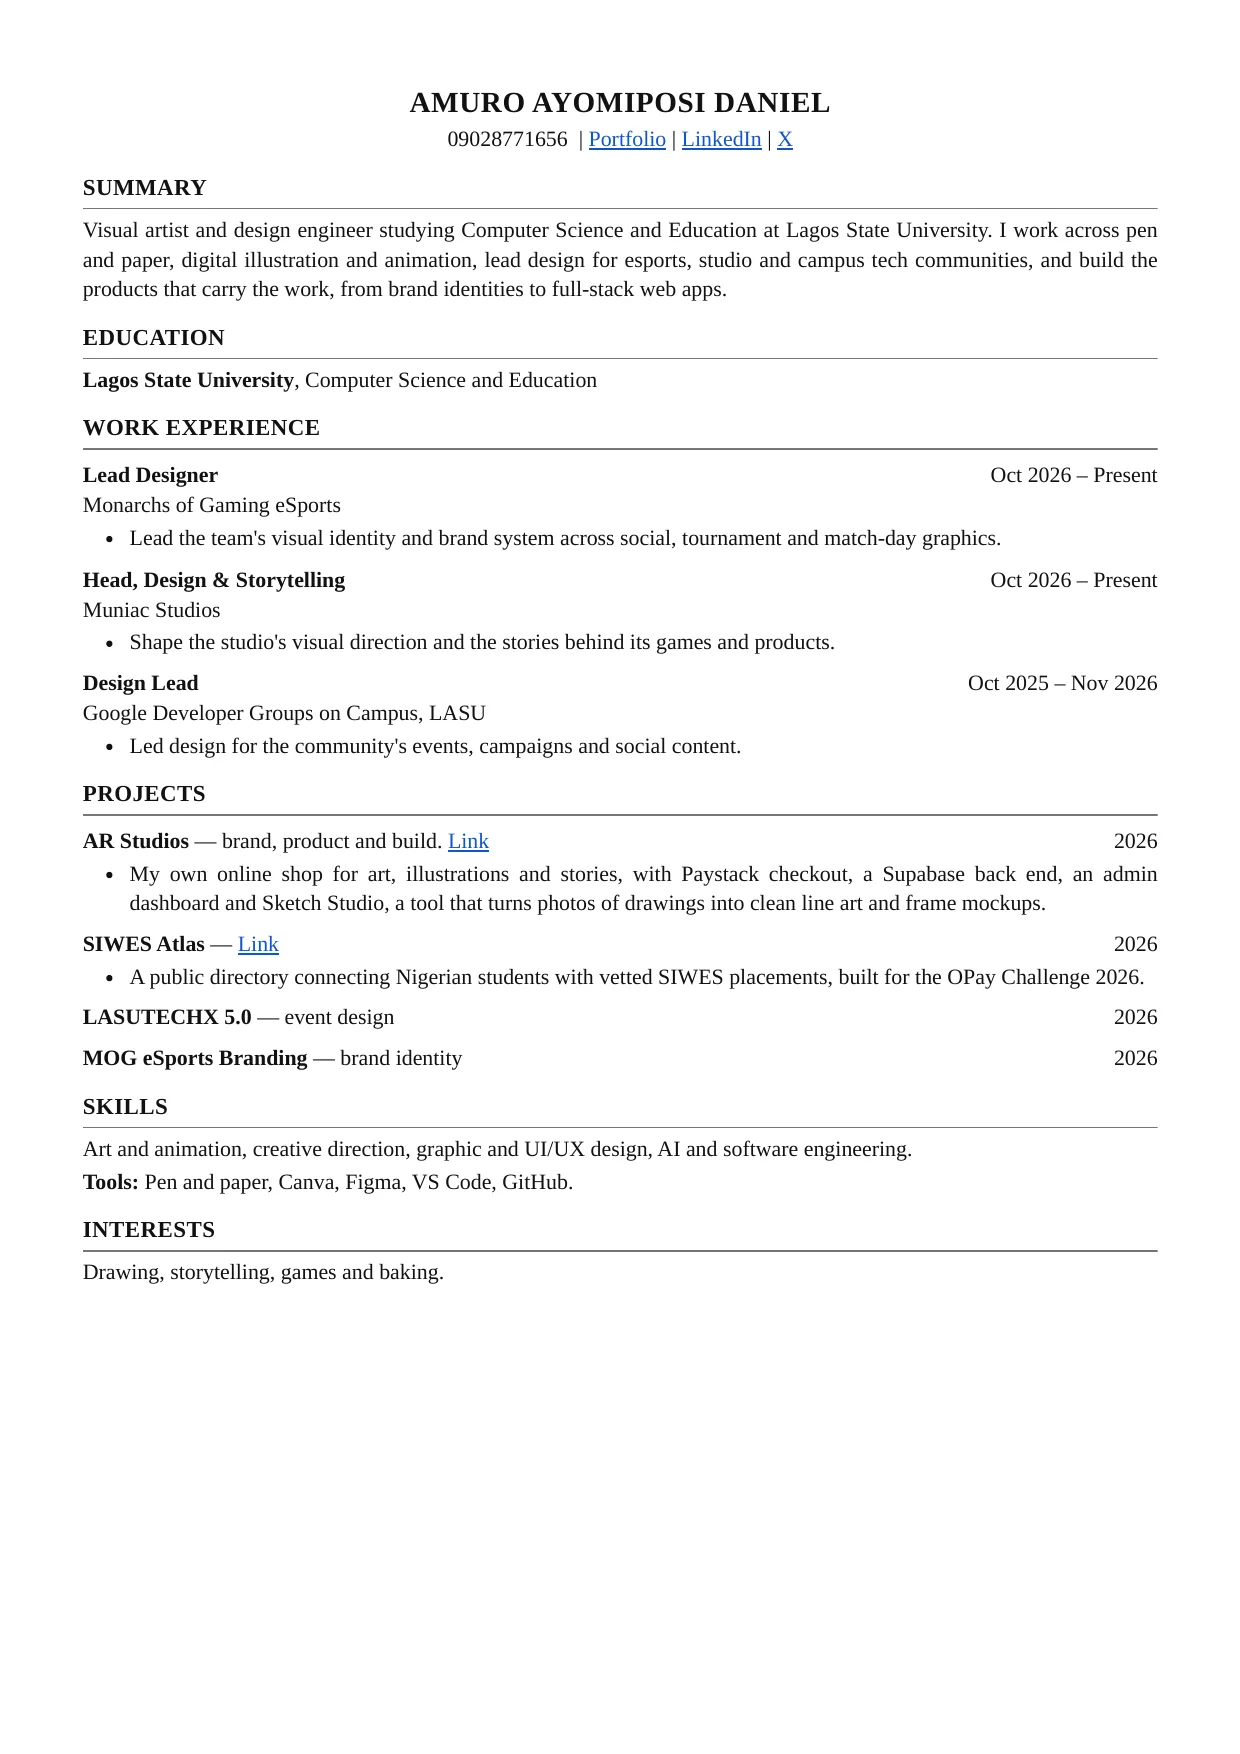 AMURO AYOMIPOSI DANIEL
09028771656 | Portfolio | LinkedIn | X
SUMMARY
Visual artist and design engineer studying Computer Science and Education at Lagos State University. I work across pen
and paper, digital illustration and animation, lead design for esports, studio and campus tech communities, and build the
products that carry the work, from brand identities to full-stack web apps.
EDUCATION
Lagos State University, Computer Science and Education
WORK EXPERIENCE
Lead Designer Oct 2026 – Present
Monarchs of Gaming eSports
• Lead the team's visual identity and brand system across social, tournament and match-day graphics.
Head, Design & Storytelling Oct 2026 – Present
Muniac Studios
• Shape the studio's visual direction and the stories behind its games and products.
Design Lead Oct 2025 – Nov 2026
Google Developer Groups on Campus, LASU
• Led design for the community's events, campaigns and social content.
PROJECTS
AR Studios — brand, product and build. Link 2026
• My own online shop for art, illustrations and stories, with Paystack checkout, a Supabase back end, an admin
dashboard and Sketch Studio, a tool that turns photos of drawings into clean line art and frame mockups.
SIWES Atlas — Link 2026
• A public directory connecting Nigerian students with vetted SIWES placements, built for the OPay Challenge 2026.
LASUTECHX 5.0 — event design 2026
MOG eSports Branding — brand identity 2026
SKILLS
Art and animation, creative direction, graphic and UI/UX design, AI and software engineering.
Tools: Pen and paper, Canva, Figma, VS Code, GitHub.
INTERESTS
Drawing, storytelling, games and baking.